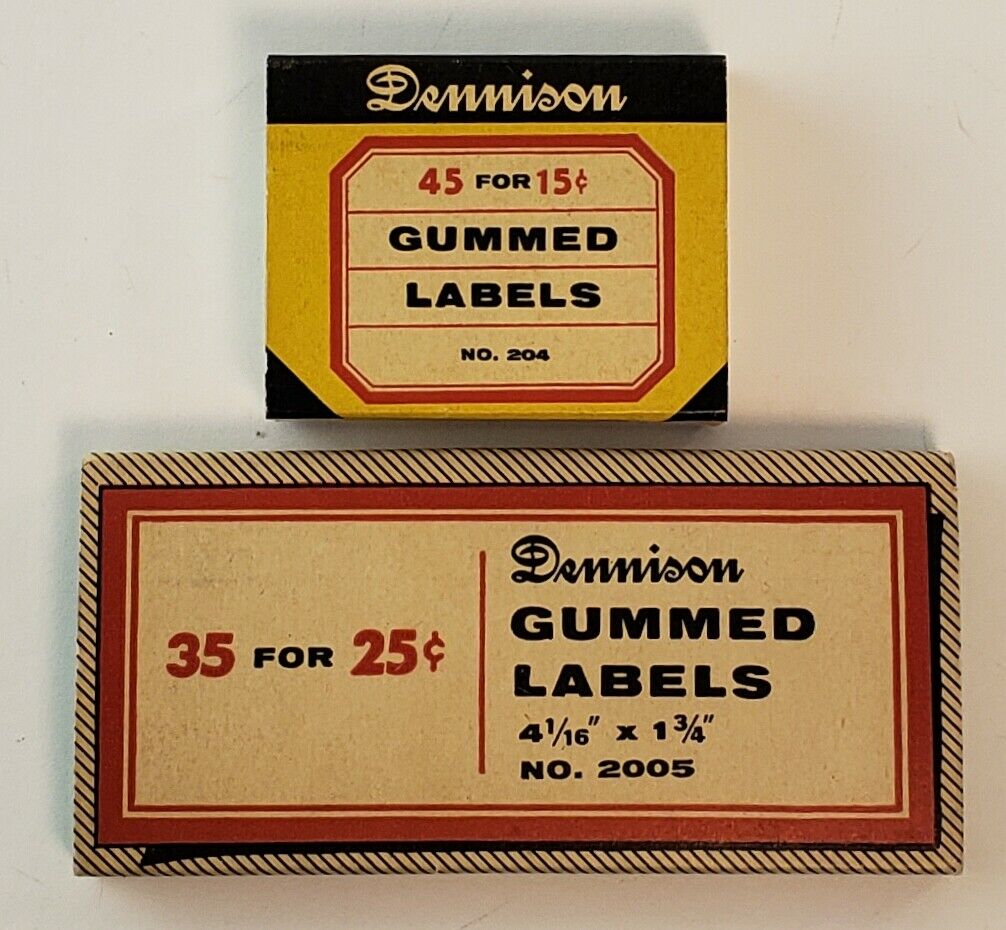 Dennison
45 FOR 15¢
GUMMED
LABELS
NO. 204
35 FOR 25¢
Dennison
GUMMED
LABELS
4 1/16" x 1 3/4"
NO. 2005